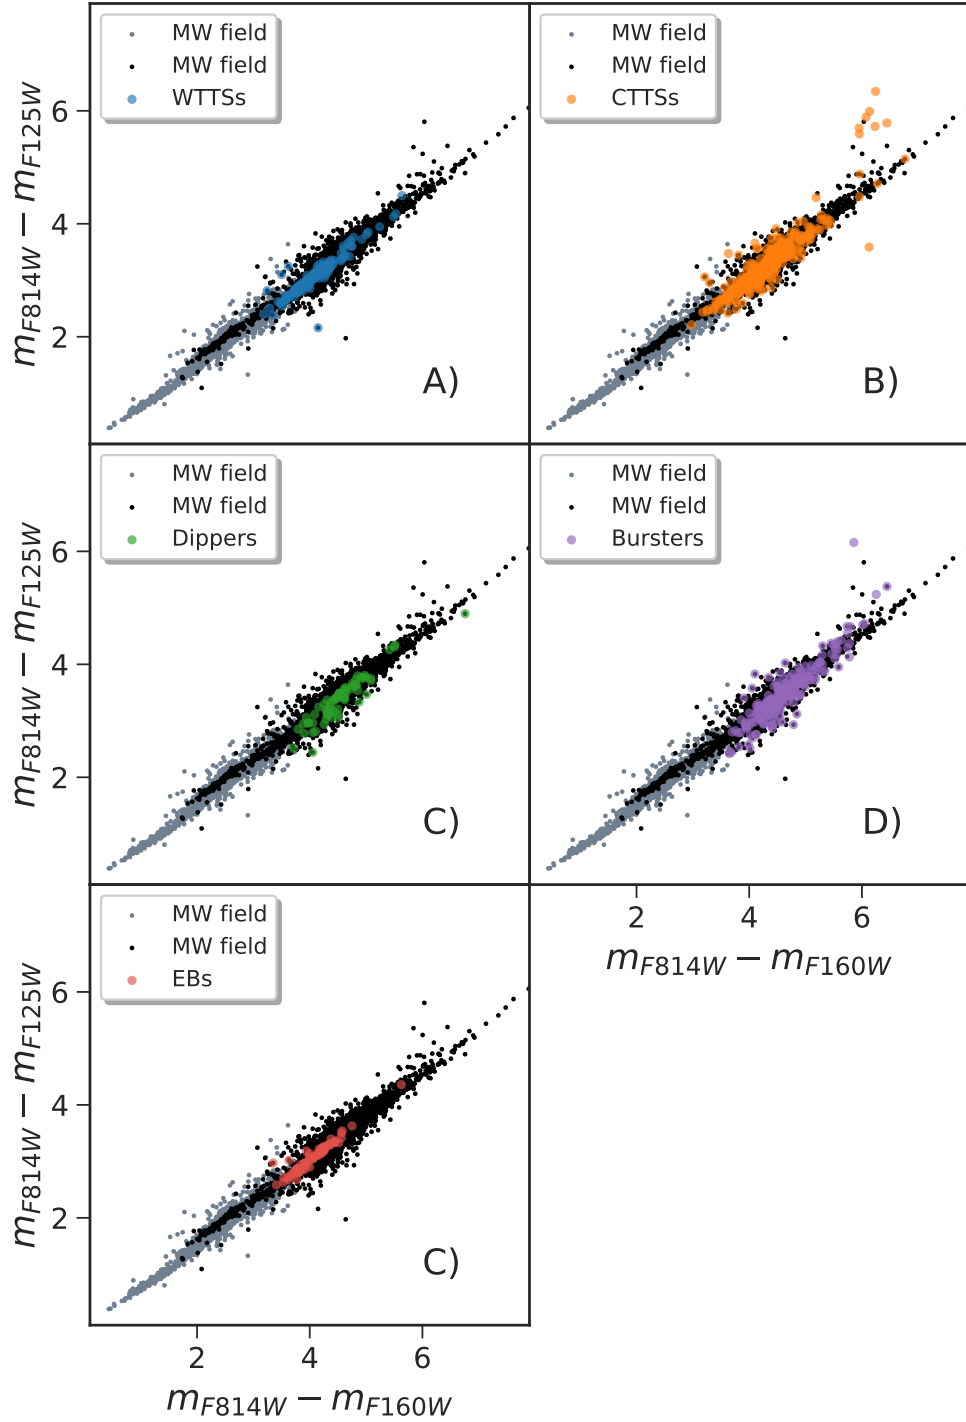 MW field
MW field
WTTSs
A)
6
4
2
m_F814W − m_F125W
MW field
MW field
CTTSs
B)
MW field
MW field
Dippers
C)
6
4
2
m_F814W − m_F125W
MW field
MW field
Bursters
D)
2 4 6
m_F814W − m_F160W
MW field
MW field
EBs
C)
6
4
2
m_F814W − m_F125W
2 4 6
m_F814W − m_F160W